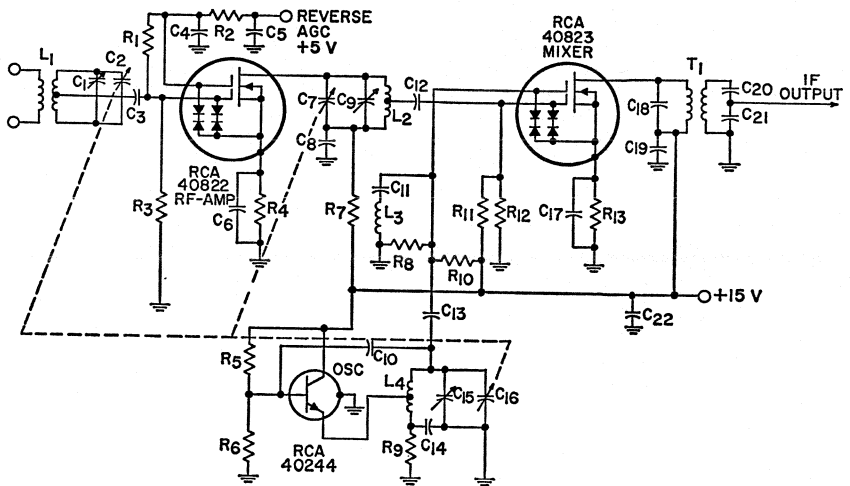 REVERSE
AGC
+5 V
RCA
40823
MIXER
L1
C1
C2
C3
R1
C4
R2
C5
C7
C9
L2
C12
C8
C18
C19
T1
C20
C21
IF
OUTPUT
RCA
40822
RF-AMP
R3
C6
R4
R7
C11
L3
R8
R11
R12
R10
C17
R13
C13
+15 V
C22
R5
C10
OSC
L4
C15
C16
R6
RCA
40244
R9
C14